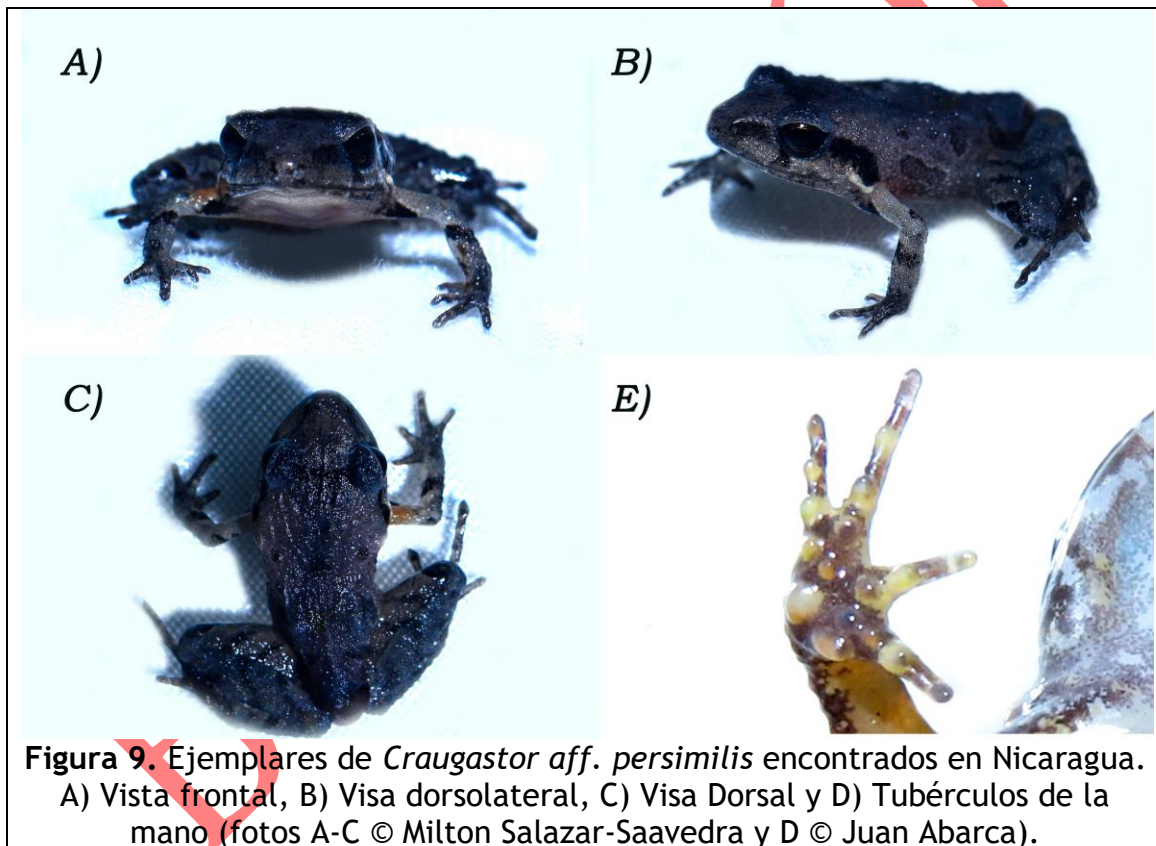 A)
B)
C)
E)
Figura 9. Ejemplares de Craugastor aff. persimilis encontrados en Nicaragua.
A) Vista frontal, B) Visa dorsolateral, C) Visa Dorsal y D) Tubérculos de la
mano (fotos A-C © Milton Salazar-Saavedra y D © Juan Abarca).